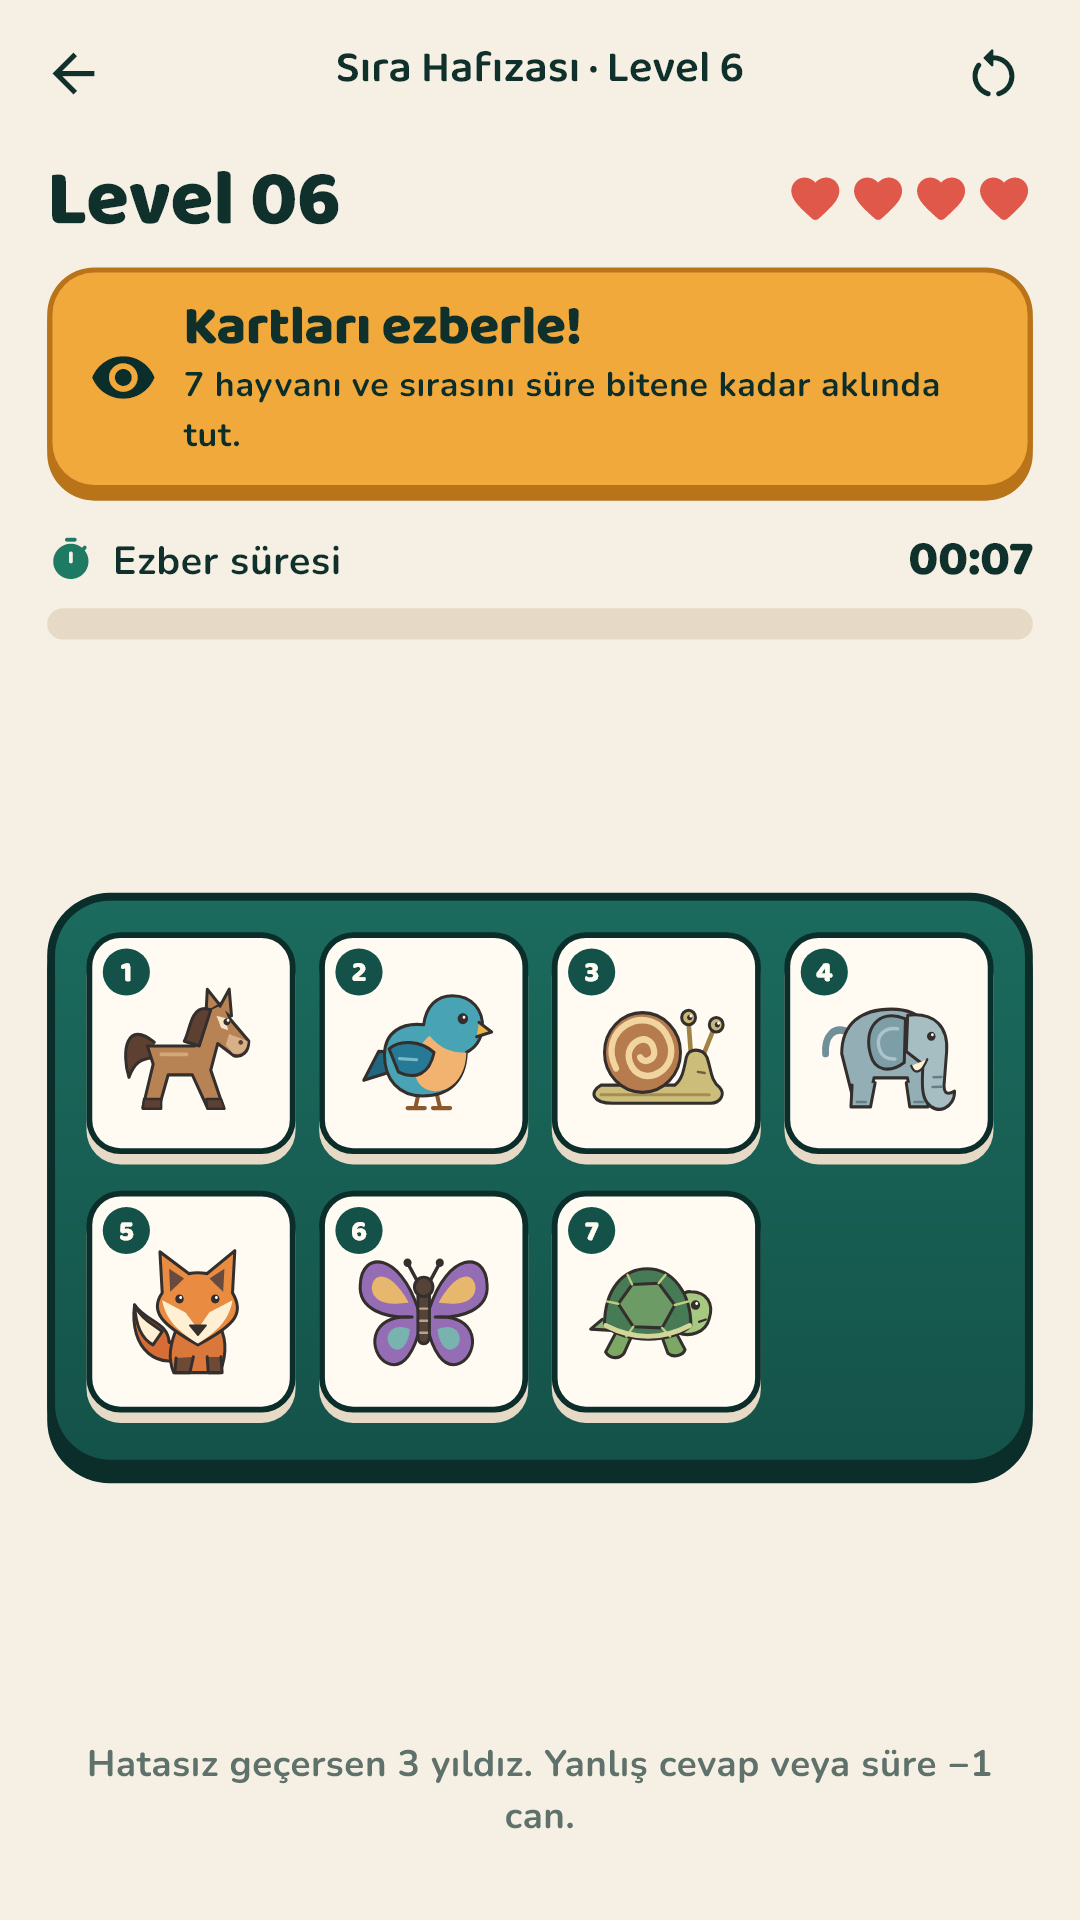 Sıra Hafızası · Level 6
Level 06
Kartları ezberle!
7 hayvanı ve sırasını süre bitene kadar aklında
tut.
Ezber süresi
00:07
1
2
3
4
5
6
7
Hatasız geçersen 3 yıldız. Yanlış cevap veya süre −1
can.